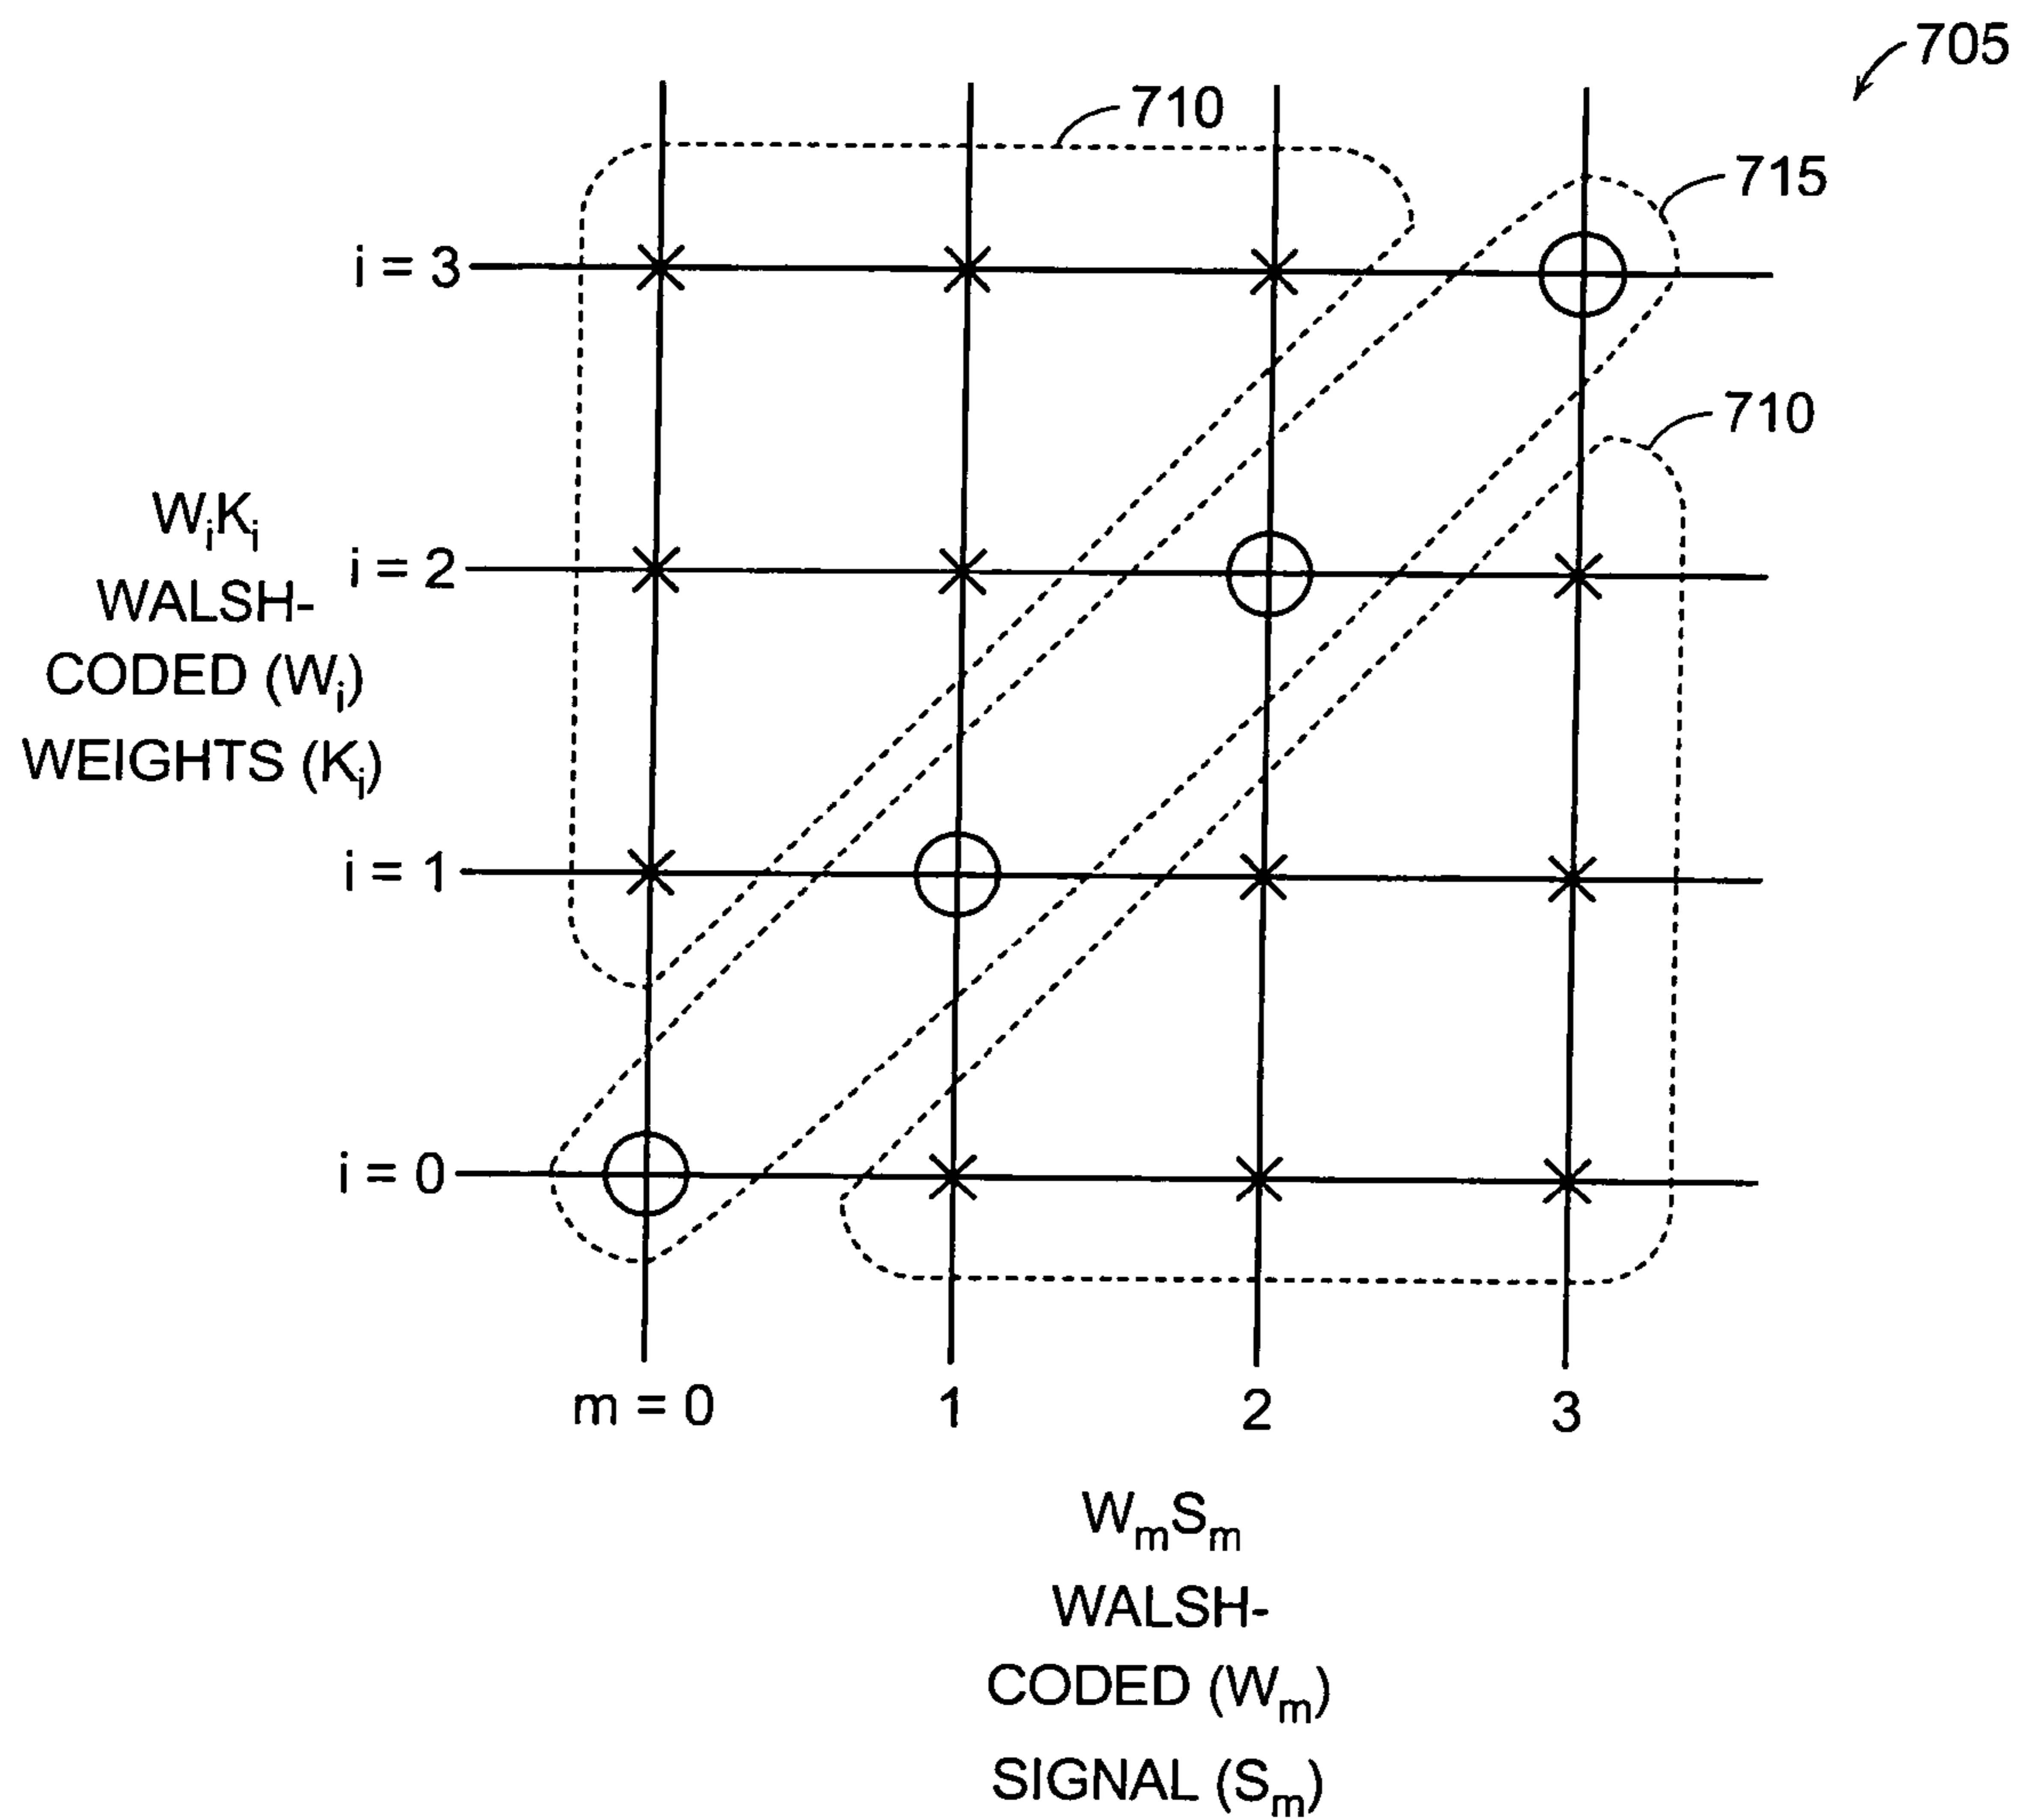 705
710
715
i = 3
710
WiKi
WALSH-
CODED (Wi)
WEIGHTS (Ki)
i = 2
i = 1
i = 0
m = 0 1 2 3
WmSm
WALSH-
CODED (Wm)
SIGNAL (Sm)